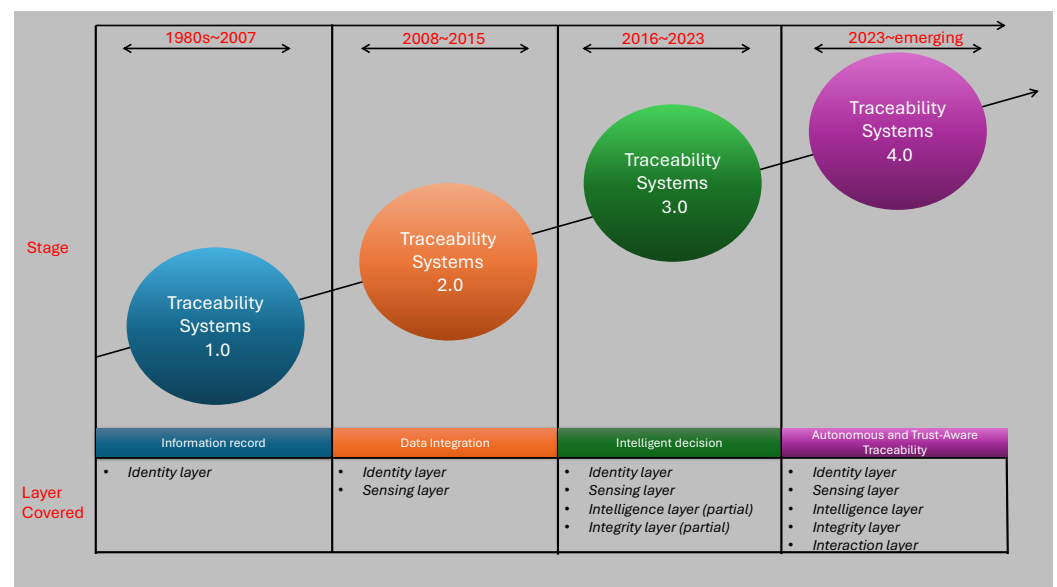 1980s~2007
2008~2015
2016~2023
2023~emerging
Stage
Traceability
Systems
1.0
Traceability
Systems
2.0
Traceability
Systems
3.0
Traceability
Systems
4.0
Information record
Data Integration
Intelligent decision
Autonomous and Trust-Aware
Traceability
Layer
Covered
• Identity layer
• Identity layer
• Sensing layer
• Identity layer
• Sensing layer
• Intelligence layer (partial)
• Integrity layer (partial)
• Identity layer
• Sensing layer
• Intelligence layer
• Integrity layer
• Interaction layer